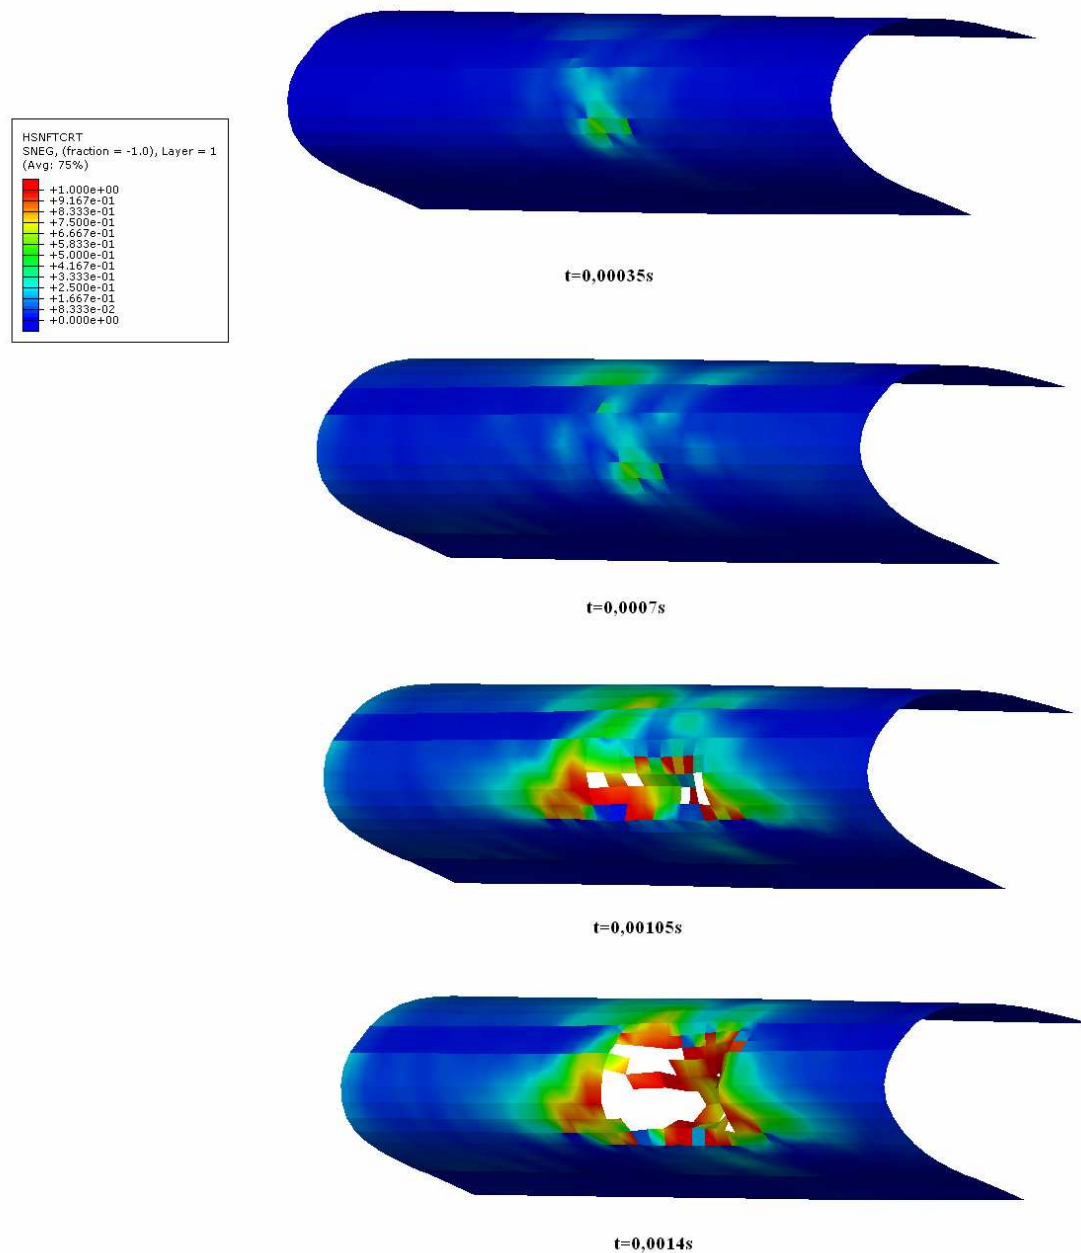 HSNFTCRT
SNEG, (fraction = -1.0), Layer = 1
(Avg: 75%)
+1.000e+00
+9.167e-01
+8.333e-01
+7.500e-01
+6.667e-01
+5.833e-01
+5.000e-01
+4.167e-01
+3.333e-01
+2.500e-01
+1.667e-01
+8.333e-02
+0.000e+00
t=0,00035s
t=0,0007s
t=0,00105s
t=0,0014s